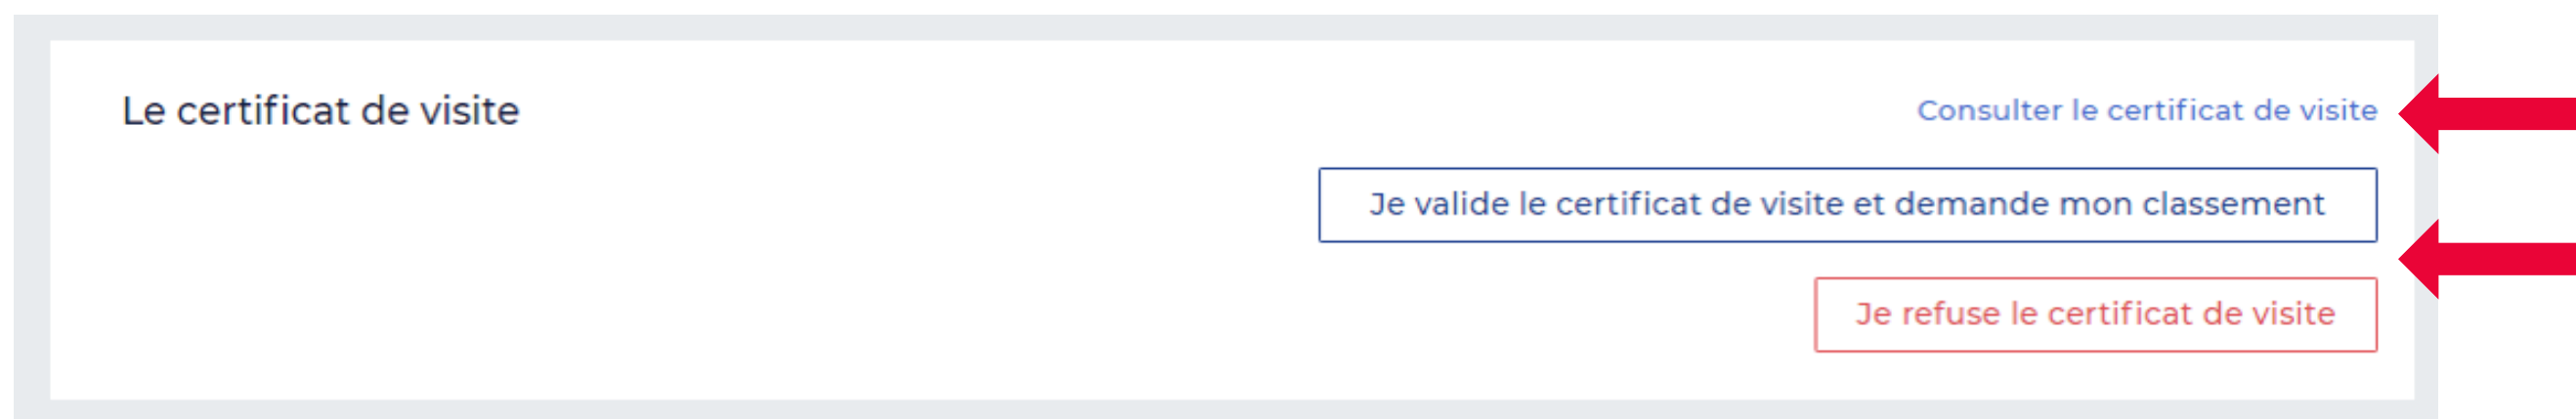 Le certificat de visite
Consulter le certificat de visite
Je valide le certificat de visite et demande mon classement
Je refuse le certificat de visite